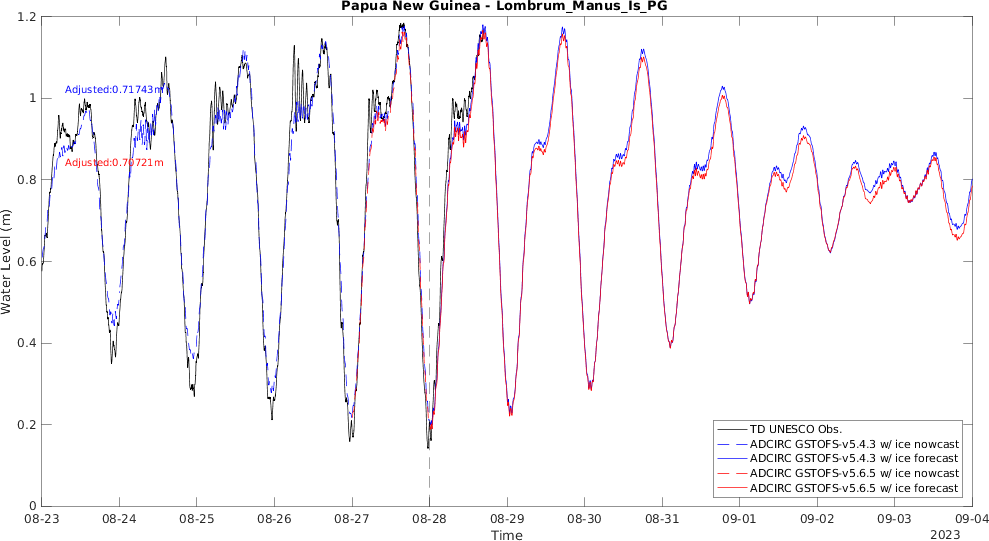 Papua New Guinea - Lombrum_Manus_Is_PG
Water Level (m)
1.2
1
0.8
0.6
0.4
0.2
0
Adjusted:0.71743m
Adjusted:0.70721m
TD UNESCO Obs.
ADCIRC GSTOFS-v5.4.3 w/ ice nowcast
ADCIRC GSTOFS-v5.4.3 w/ ice forecast
ADCIRC GSTOFS-v5.6.5 w/ ice nowcast
ADCIRC GSTOFS-v5.6.5 w/ ice forecast
08-23 08-24 08-25 08-26 08-27 08-28 08-29 08-30 08-31 09-01 09-02 09-03 09-04
Time
2023